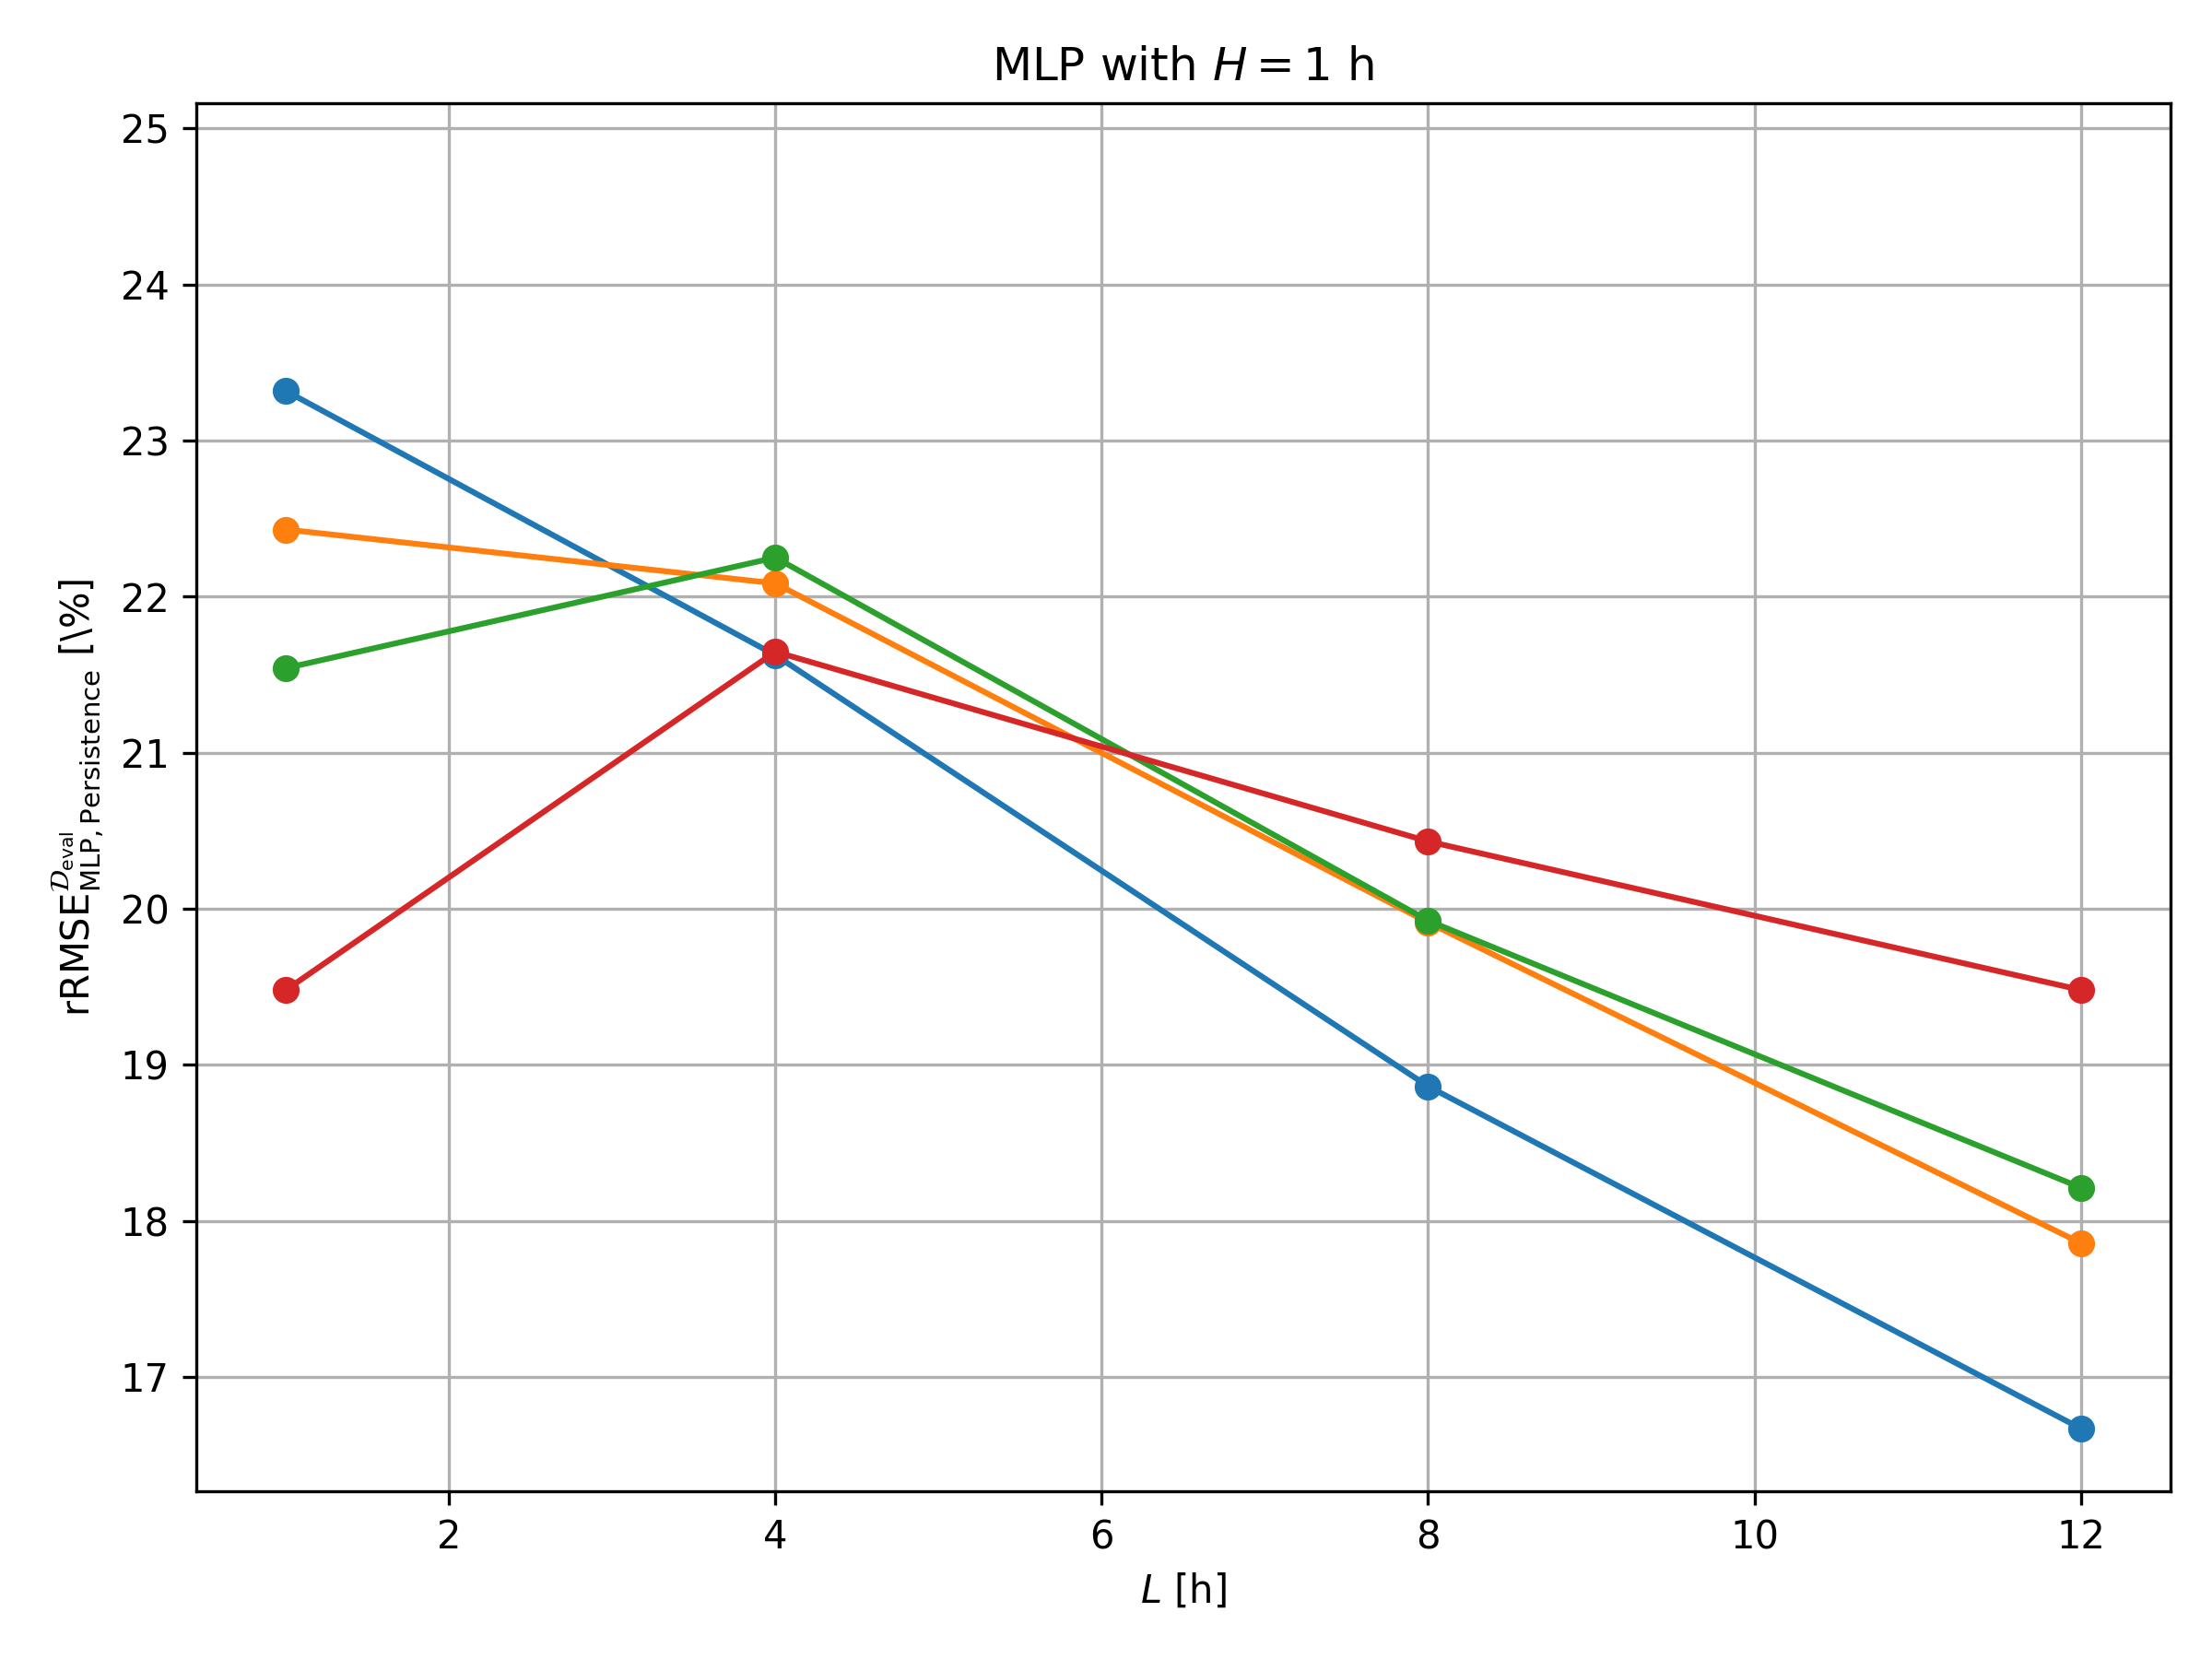 MLP with H = 1 h
rRMSE^{𝒟_eval}_{MLP, Persistence} [\%]
25
24
23
22
21
20
19
18
17
2 4 6 8 10 12
L [h]